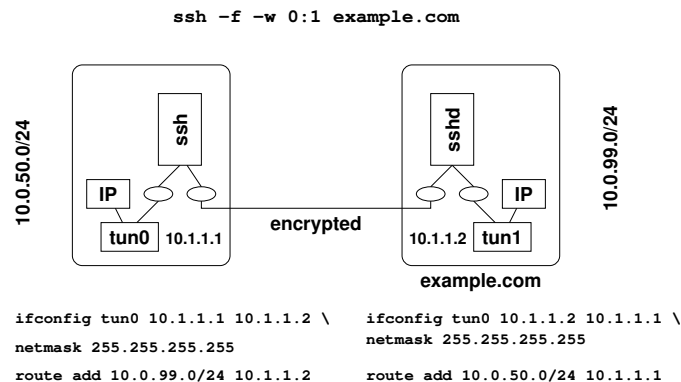 ssh −f −w 0:1 example.com
10.0.50.0/24
ssh
sshd
10.0.99.0/24
IP
IP
tun0
10.1.1.1
encrypted
10.1.1.2
tun1
example.com
ifconfig tun0 10.1.1.1 10.1.1.2 \
netmask 255.255.255.255
route add 10.0.99.0/24 10.1.1.2
ifconfig tun0 10.1.1.2 10.1.1.1 \
netmask 255.255.255.255
route add 10.0.50.0/24 10.1.1.1